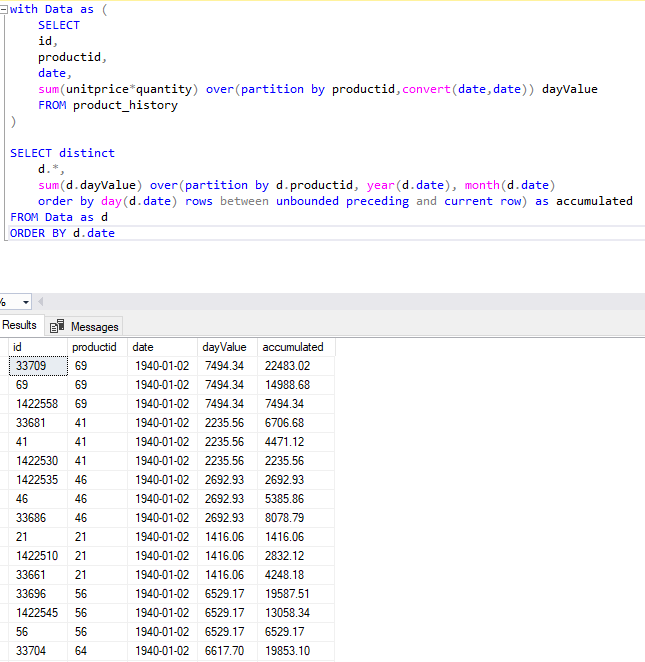 with Data as (
SELECT
id,
productid,
date,
sum(unitprice*quantity) over(partition by productid,convert(date,date)) dayValue
FROM product_history
)
SELECT distinct
d.*,
sum(d.dayValue) over(partition by d.productid, year(d.date), month(d.date)
order by day(d.date) rows between unbounded preceding and current row) as accumulated
FROM Data as d
ORDER BY d.date
%
Results Messages
id productid date dayValue accumulated
33709 69 1940-01-02 7494.34 22483.02
69 69 1940-01-02 7494.34 14988.68
1422558 69 1940-01-02 7494.34 7494.34
33681 41 1940-01-02 2235.56 6706.68
41 41 1940-01-02 2235.56 4471.12
1422530 41 1940-01-02 2235.56 2235.56
1422535 46 1940-01-02 2692.93 2692.93
46 46 1940-01-02 2692.93 5385.86
33686 46 1940-01-02 2692.93 8078.79
21 21 1940-01-02 1416.06 1416.06
1422510 21 1940-01-02 1416.06 2832.12
33661 21 1940-01-02 1416.06 4248.18
33696 56 1940-01-02 6529.17 19587.51
1422545 56 1940-01-02 6529.17 13058.34
56 56 1940-01-02 6529.17 6529.17
33704 64 1940-01-02 6617.70 19853.10